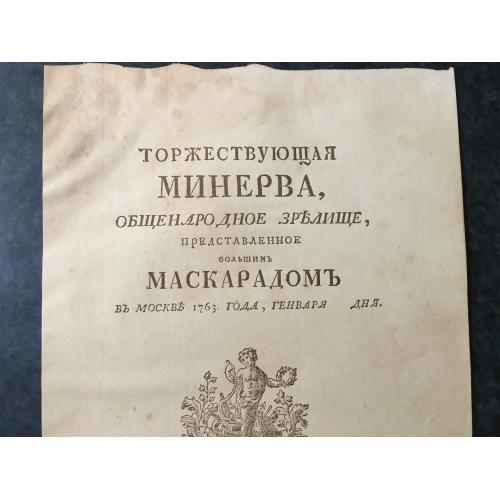 ТОРЖЕСТВУЮЩАЯ
МИНЕРВА,
ОБЩЕНАРОДНОЕ ЗРѢЛИЩЕ,
ПРЕДСТАВЛЕННОЕ
БОЛЬШИМЪ
МАСКАРАДОМЪ
ВЪ МОСКВѢ 1763. ГОДА, ГЕНВАРЯ ДНЯ.